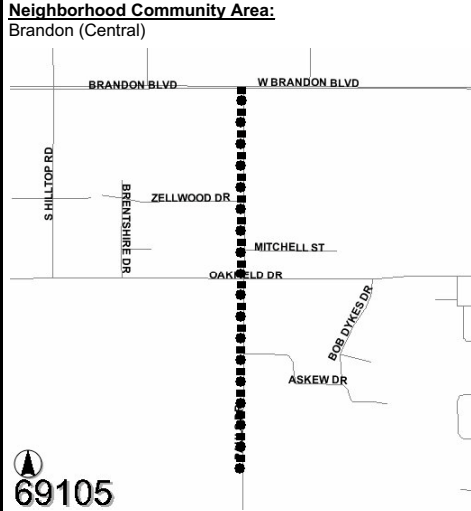 Neighborhood Community Area:
Brandon (Central)
BRANDON BLVD
W BRANDON BLVD
S HILLTOP RD
BRENTSHIRE DR
ZELLWOOD DR
MITCHELL ST
OAKFIELD DR
BOB DYKES DR
ASKEW DR
69105